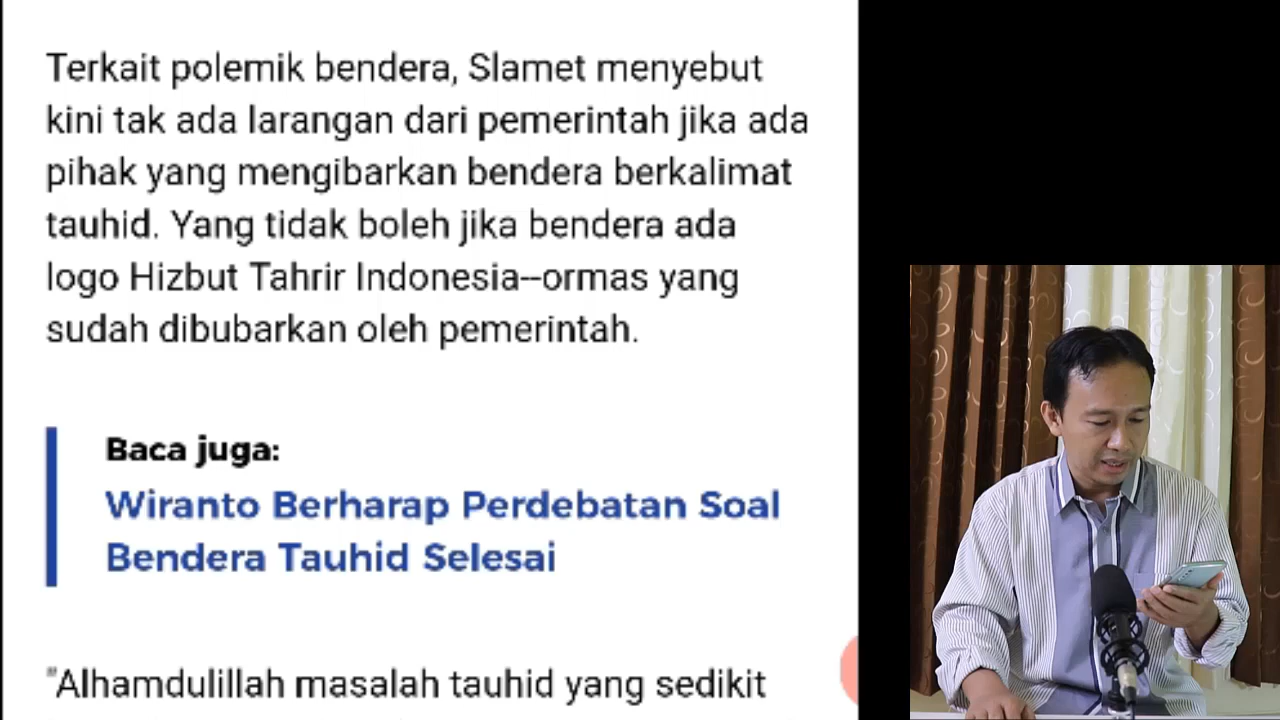 Terkait polemik bendera, Slamet menyebut
kini tak ada larangan dari pemerintah jika ada
pihak yang mengibarkan bendera berkalimat
tauhid. Yang tidak boleh jika bendera ada
logo Hizbut Tahrir Indonesia--ormas yang
sudah dibubarkan oleh pemerintah.
Baca juga:
Wiranto Berharap Perdebatan Soal
Bendera Tauhid Selesai
"Alhamdulillah masalah tauhid yang sedikit